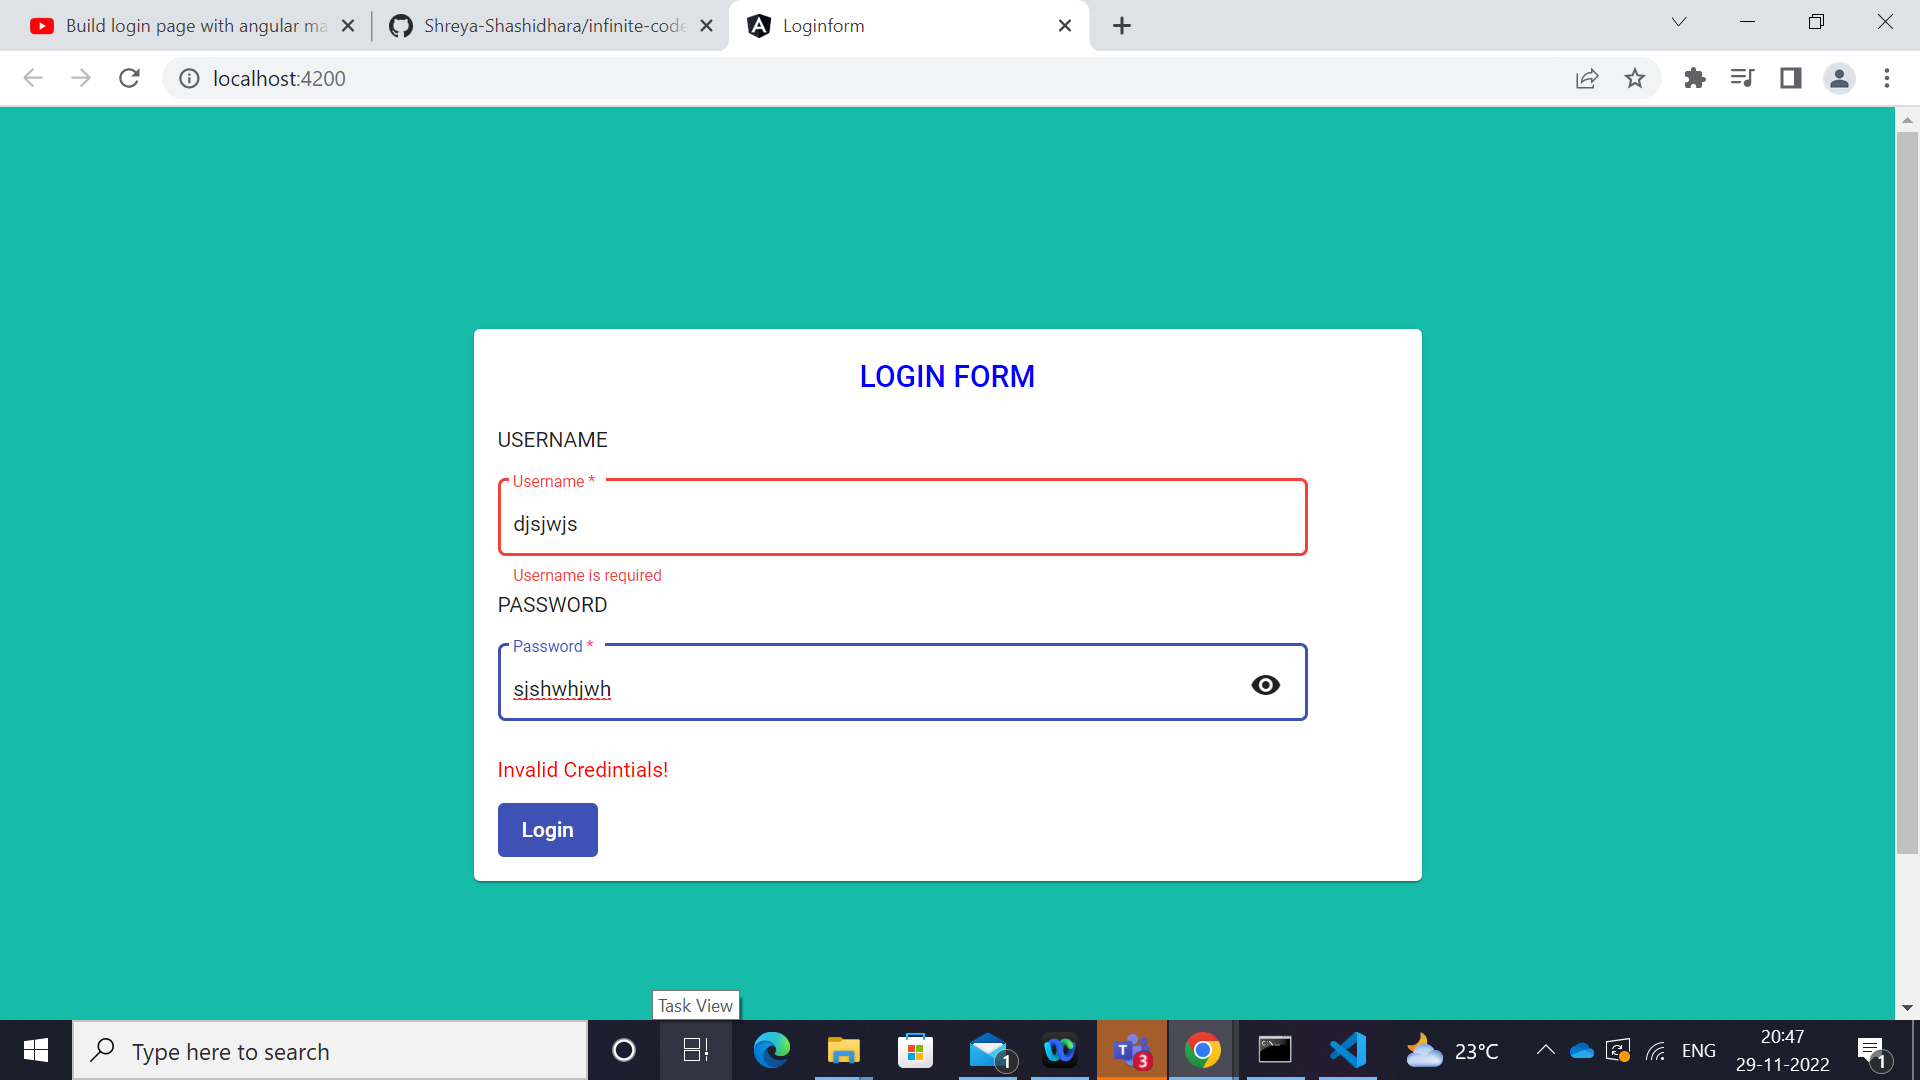 Build login page with angular ma
Shreya-Shashidhara/infinite-code
Loginform
localhost:4200
LOGIN FORM
USERNAME
Username *
djsjwjs
Username is required
PASSWORD
Password *
sjshwhjwh
Invalid Credintials!
Login
Task View
Type here to search
1
T
3
C:\
23°C
ENG
20:47
29-11-2022
1